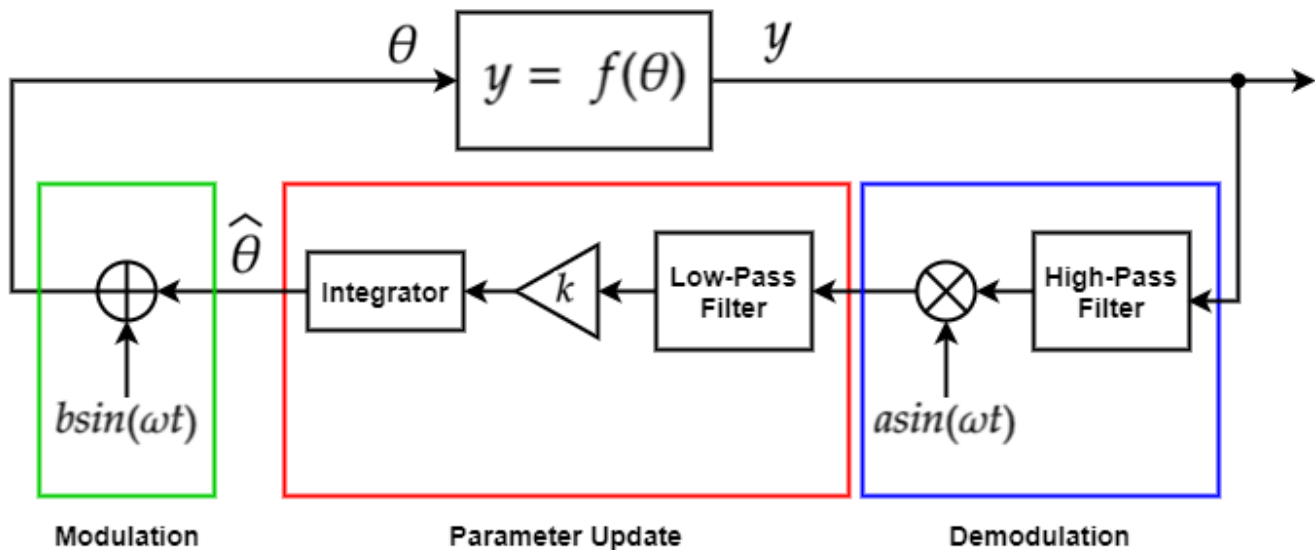 θ
y = f(θ)
y
θ̂
Integrator
k
Low-Pass
Filter
High-Pass
Filter
bsin(ωt)
asin(ωt)
Modulation
Parameter Update
Demodulation